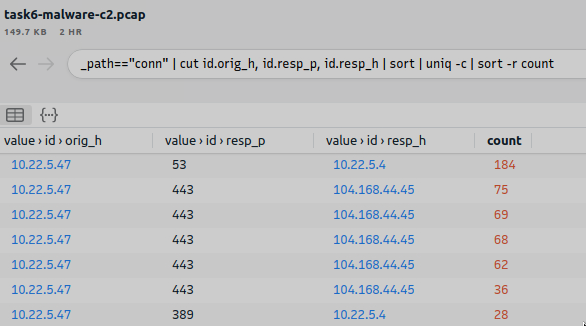 task6-malware-c2.pcap
149.7 KB 2 HR
_path=="conn" | cut id.orig_h, id.resp_p, id.resp_h | sort | uniq -c | sort -r count
{··}
value › id › orig_h value › id › resp_p value › id › resp_h count
10.22.5.47 53 10.22.5.4 184
10.22.5.47 443 104.168.44.45 75
10.22.5.47 443 104.168.44.45 69
10.22.5.47 443 104.168.44.45 68
10.22.5.47 443 104.168.44.45 62
10.22.5.47 443 104.168.44.45 36
10.22.5.47 389 10.22.5.4 28